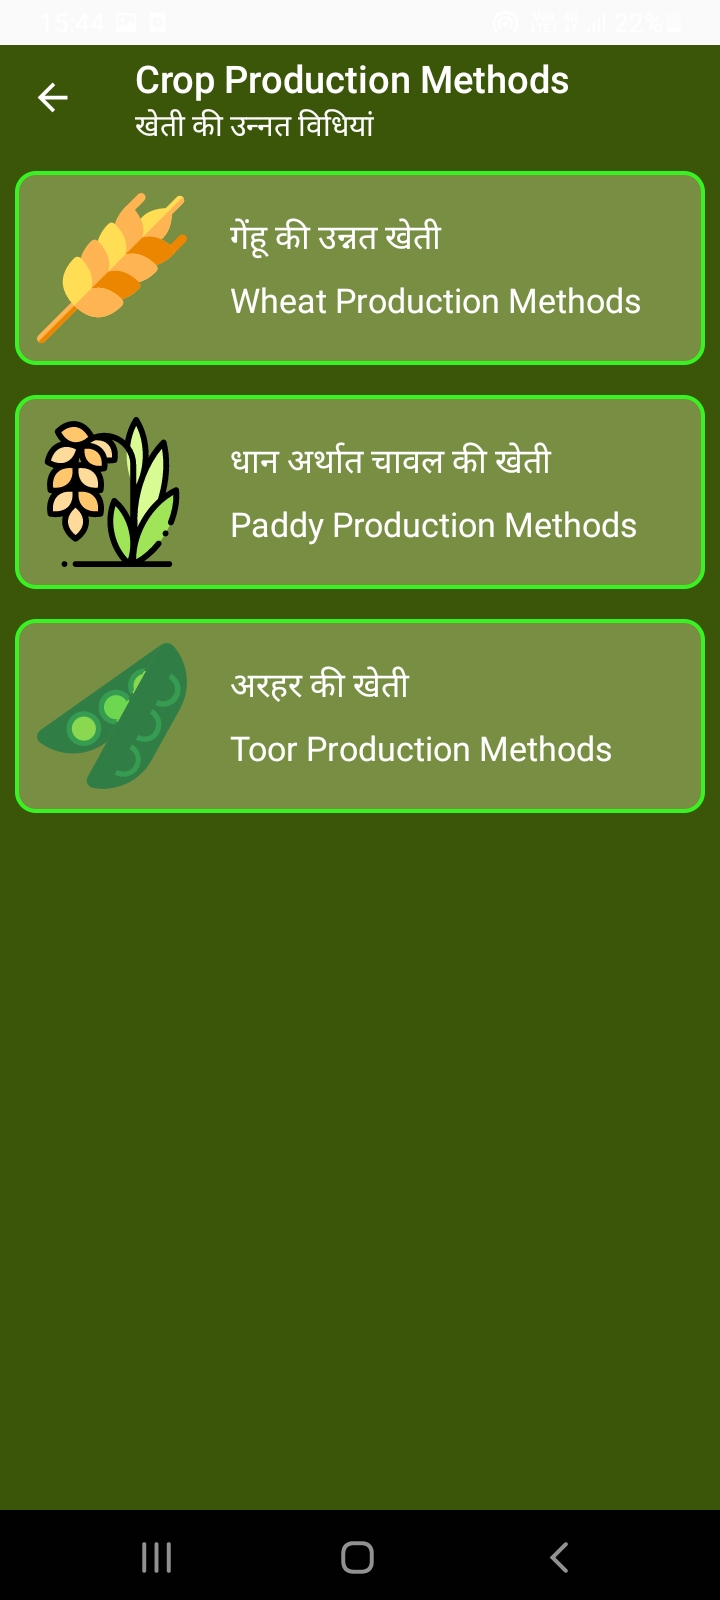 15:44
22%
Crop Production Methods
खेती की उन्नत विधियां
गेंहू की उन्नत खेती
Wheat Production Methods
धान अर्थात चावल की खेती
Paddy Production Methods
अरहर की खेती
Toor Production Methods